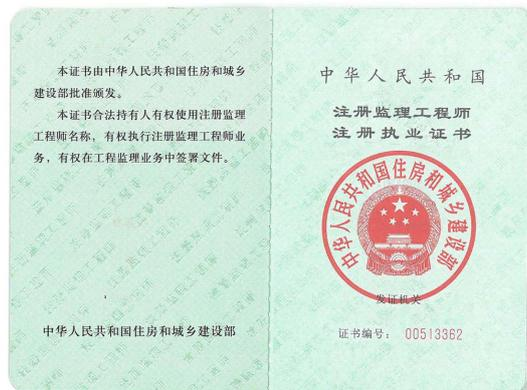 本证书由中华人民共和国住房和城乡
建设部批准颁发。
本证书合法持有人有权使用注册监理
工程师名称，有权执行注册监理工程师业
务，有权在工程监理业务中签署文件。
中华人民共和国住房和城乡建设部
中华人民共和国
注册监理工程师
注册执业证书
中华人民共和国住房和城乡建设部
发证机关
证书编号： 00513362